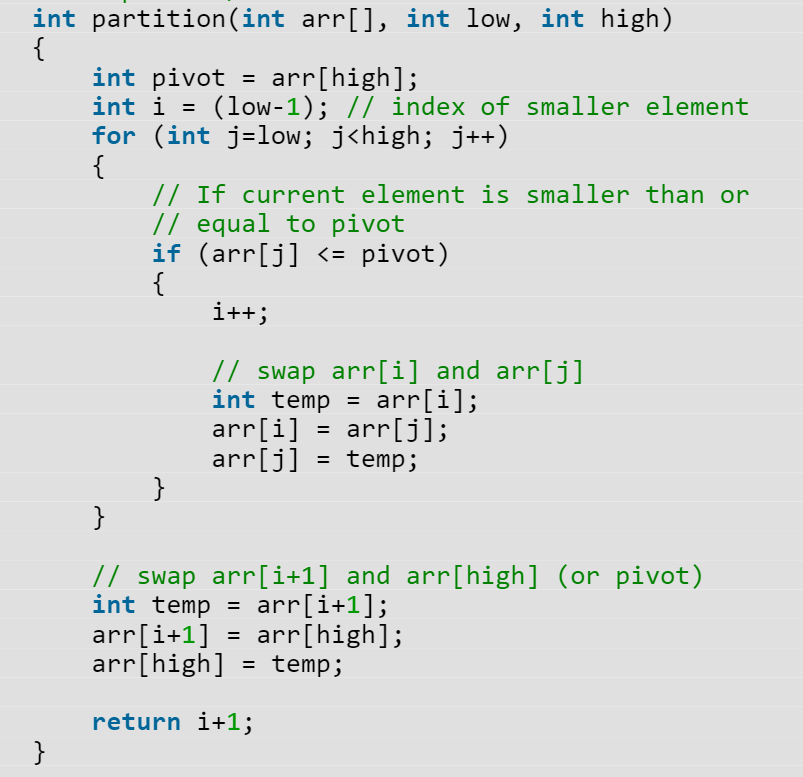 int partition(int arr[], int low, int high)
{
    int pivot = arr[high];
    int i = (low-1); // index of smaller element
    for (int j=low; j<high; j++)
    {
        // If current element is smaller than or
        // equal to pivot
        if (arr[j] <= pivot)
        {
            i++;

            // swap arr[i] and arr[j]
            int temp = arr[i];
            arr[i] = arr[j];
            arr[j] = temp;
        }
    }

    // swap arr[i+1] and arr[high] (or pivot)
    int temp = arr[i+1];
    arr[i+1] = arr[high];
    arr[high] = temp;

    return i+1;
}